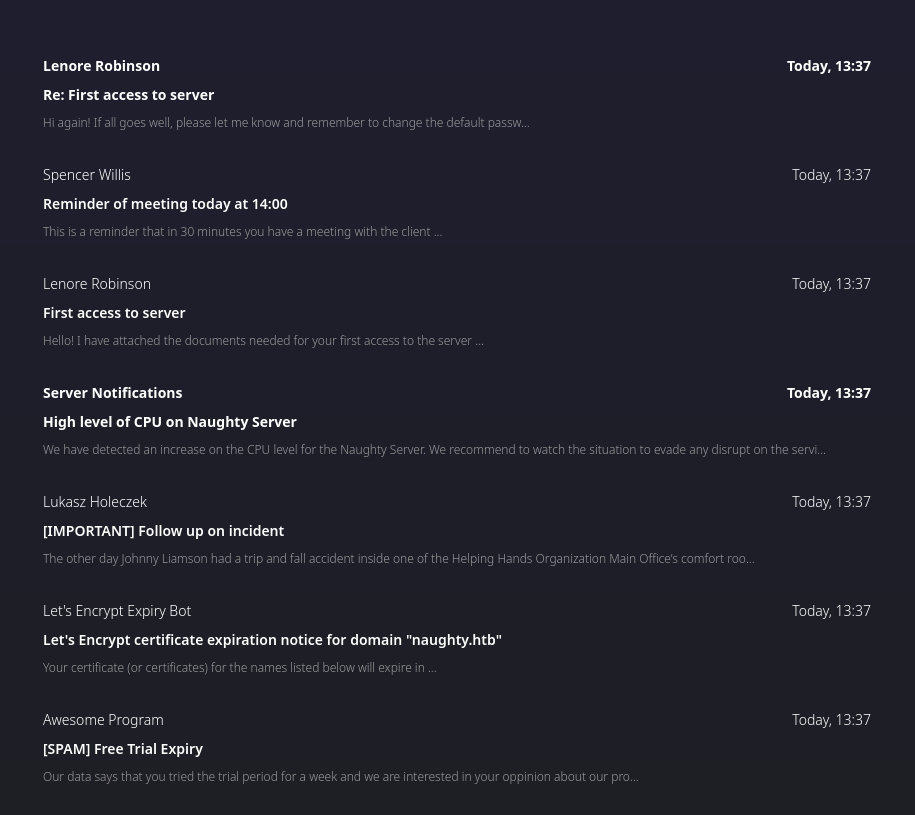 Lenore Robinson Today, 13:37
Re: First access to server
Hi again! If all goes well, please let me know and remember to change the default passw...
Spencer Willis Today, 13:37
Reminder of meeting today at 14:00
This is a reminder that in 30 minutes you have a meeting with the client ...
Lenore Robinson Today, 13:37
First access to server
Hello! I have attached the documents needed for your first access to the server ...
Server Notifications Today, 13:37
High level of CPU on Naughty Server
We have detected an increase on the CPU level for the Naughty Server. We recommend to watch the situation to evade any disrupt on the servi...
Lukasz Holeczek Today, 13:37
[IMPORTANT] Follow up on incident
The other day Johnny Liamson had a trip and fall accident inside one of the Helping Hands Organization Main Office's comfort roo...
Let's Encrypt Expiry Bot Today, 13:37
Let's Encrypt certificate expiration notice for domain "naughty.htb"
Your certificate (or certificates) for the names listed below will expire in ...
Awesome Program Today, 13:37
[SPAM] Free Trial Expiry
Our data says that you tried the trial period for a week and we are interested in your oppinion about our pro...